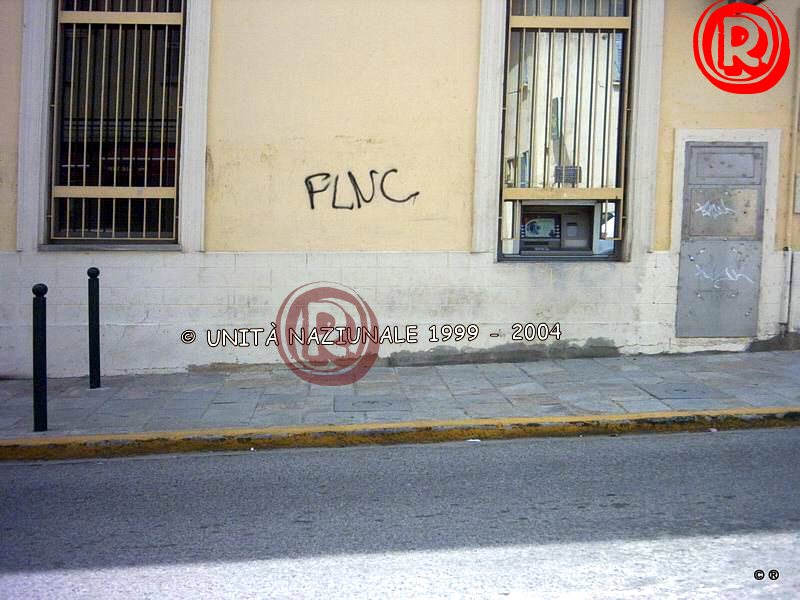 R
FLNC
© UNITÀ NAZIUNALE 1999 - 2004
R
© ®